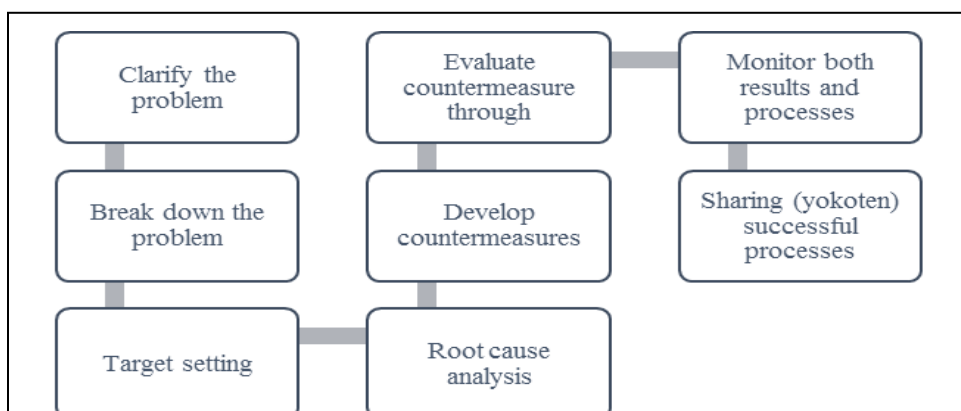 Clarify the
problem
Break down the
problem
Target setting
Root cause
analysis
Develop
countermeasures
Evaluate
countermeasure
through
Monitor both
results and
processes
Sharing (yokoten)
successful
processes